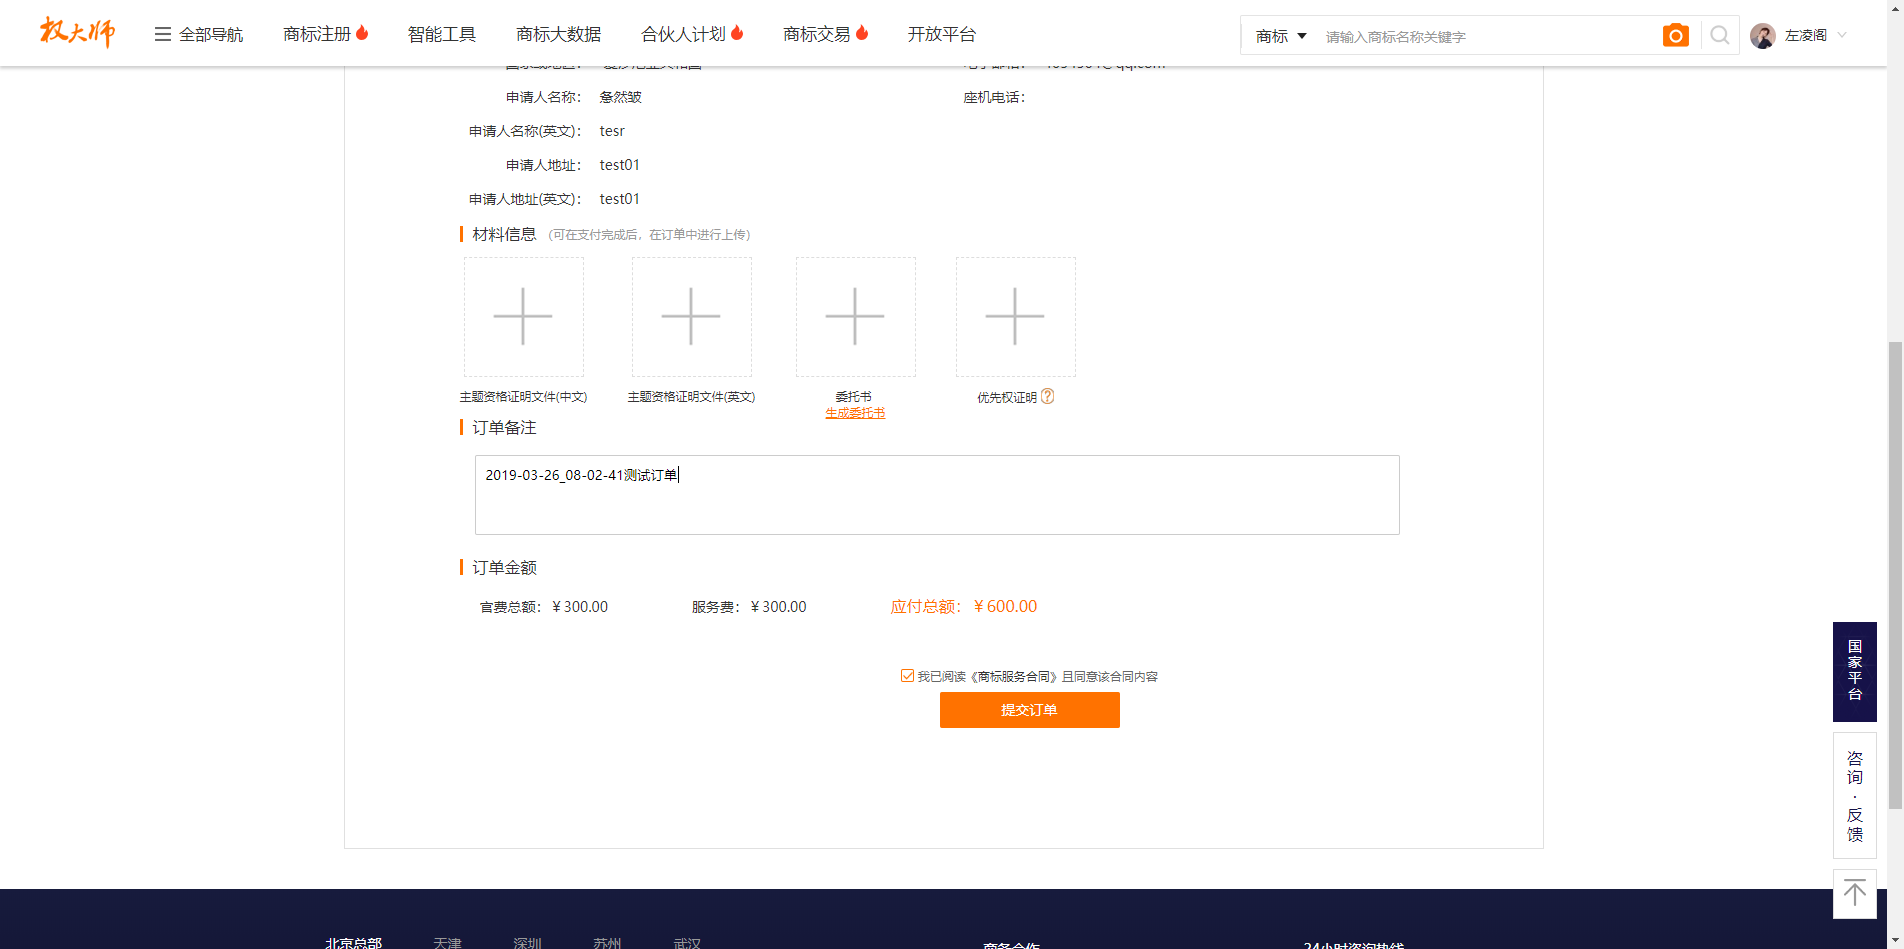 权大师
全部导航 商标注册 智能工具 商标大数据 合伙人计划 商标交易 开放平台 商标 请输入商标名称关键字 左凌阁
申请人名称： 惫然皱 座机电话：
申请人名称(英文)： tesr
申请人地址： test01
申请人地址(英文)： test01
材料信息 (可在支付完成后，在订单中进行上传)
主题资格证明文件(中文) 主题资格证明文件(英文) 委托书 优先权证明
生成委托书
订单备注
2019-03-26_08-02-41测试订单
订单金额
官费总额：￥300.00 服务费：￥300.00 应付总额：￥600.00
我已阅读《商标服务合同》且同意该合同内容
提交订单
国家平台
咨询·反馈
北京总部 天津 深圳 苏州 武汉 商务合作 24小时咨询热线